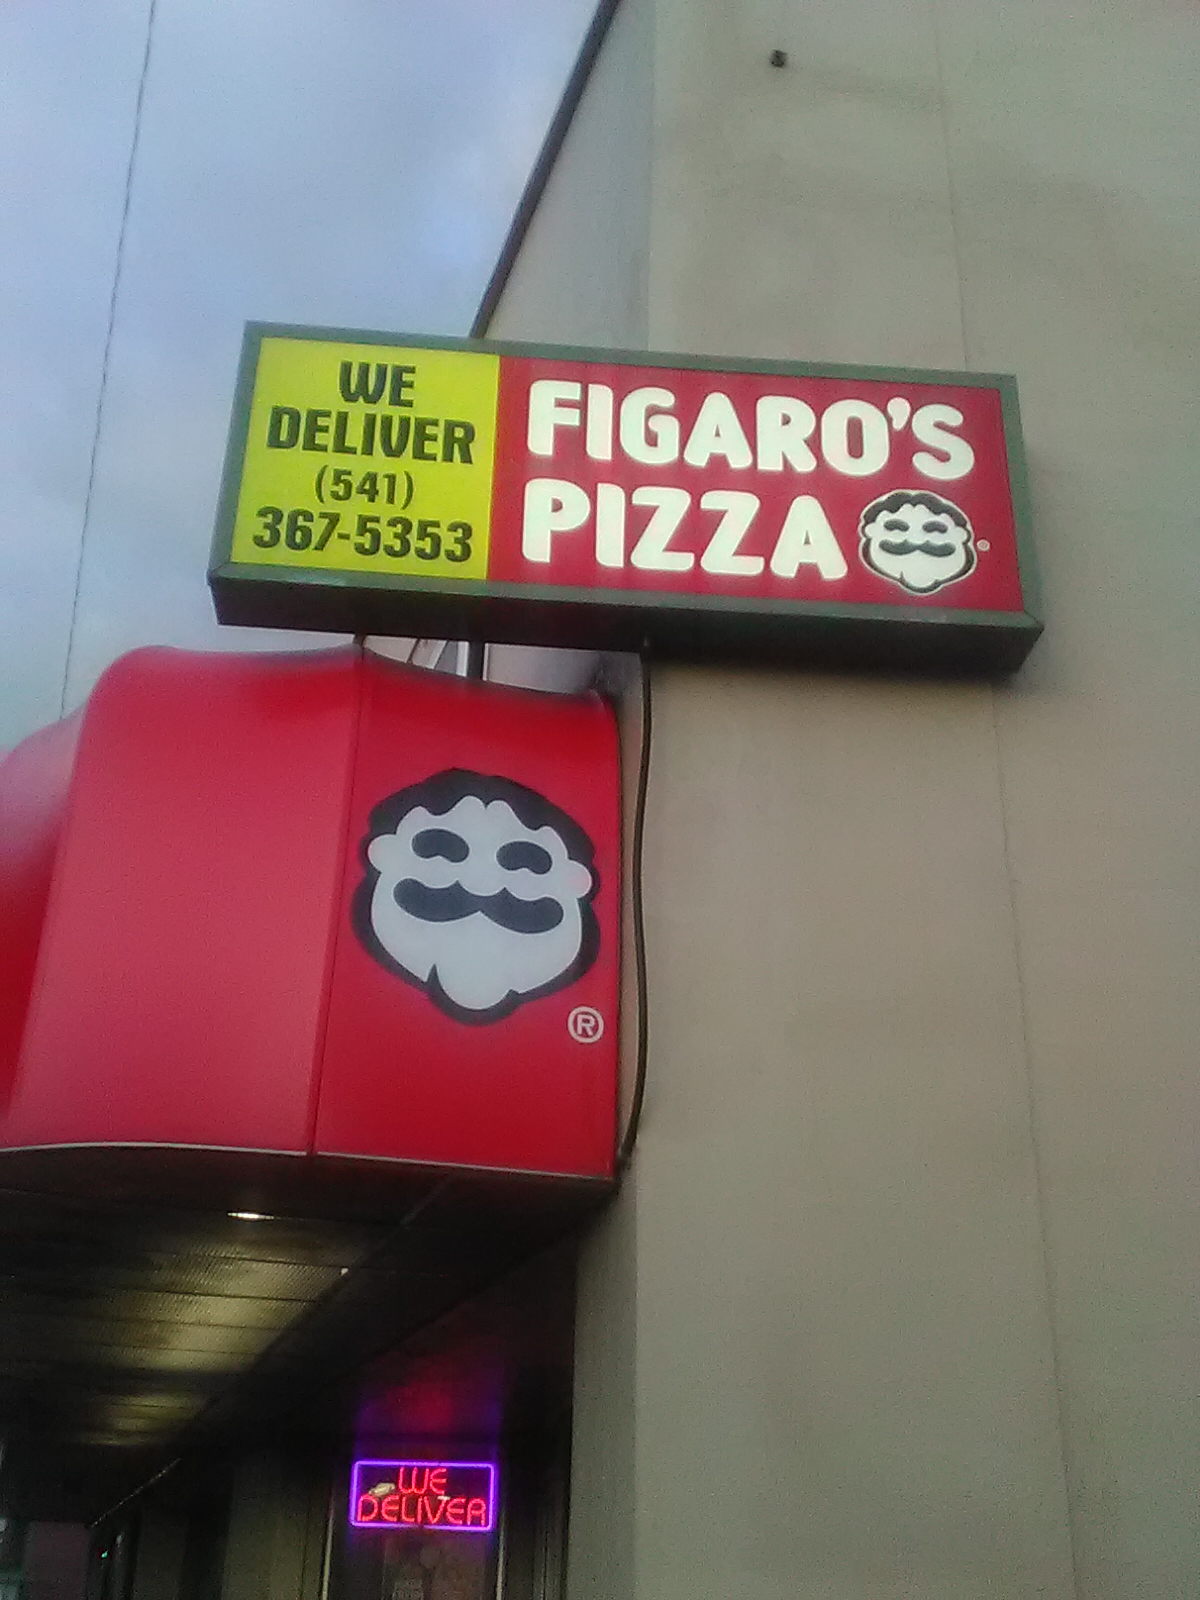 WE
DELIVER
(541)
367-5353
FIGARO'S
PIZZA
®
®
WE
DELIVER